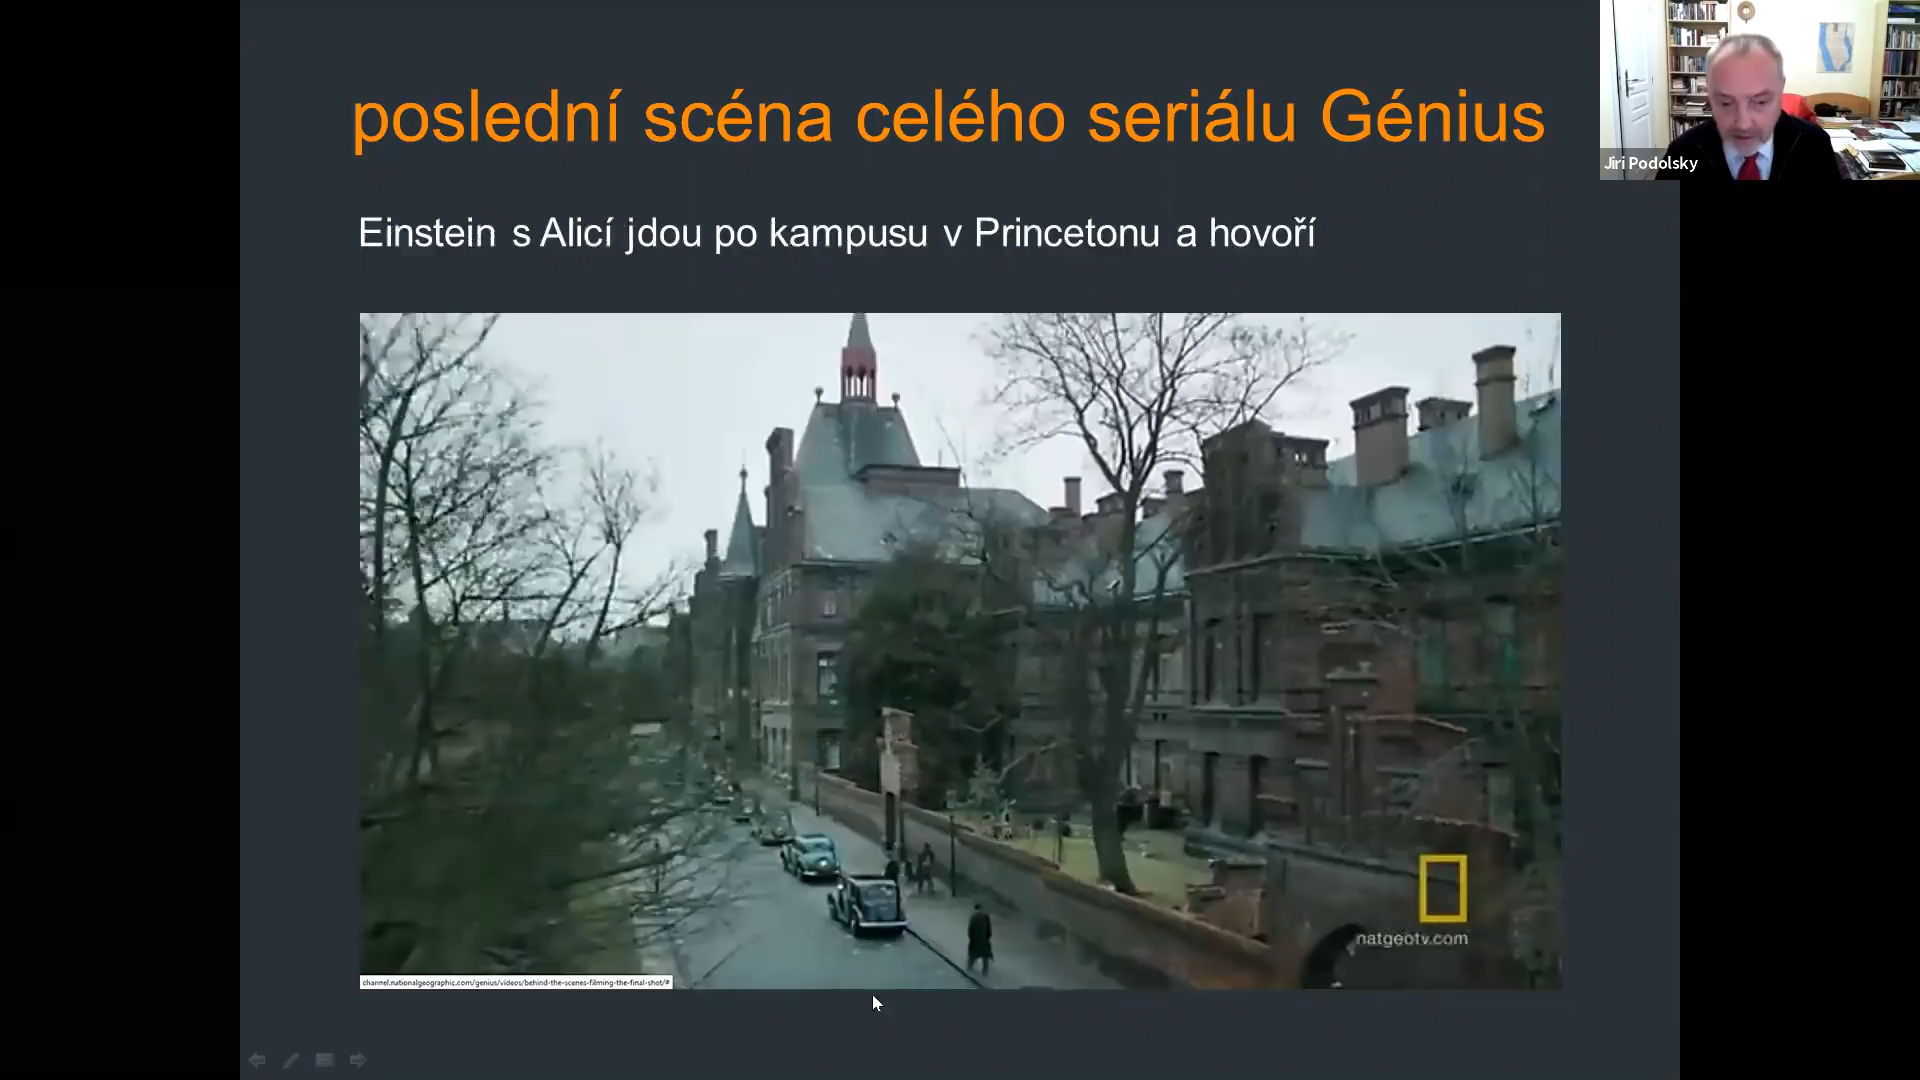 poslední scéna celého seriálu Génius
Jiri Podolsky
Einstein s Alicí jdou po kampusu v Princetonu a hovoří
natgeotv.com
channel.nationalgeographic.com/genius/videos/behind-the-scenes-filming-the-final-shot/#